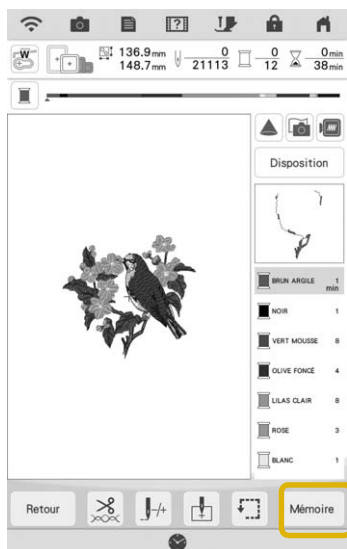 W
136.9mm
148.7mm
0
21113
0
12
0min
38min
Disposition
BRUN ARGILE 1 min
NOIR 1
VERT MOUSSE 8
OLIVE FONCÉ 4
LILAS CLAIR 8
ROSE 3
BLANC 1
Retour
-/+
Mémoire